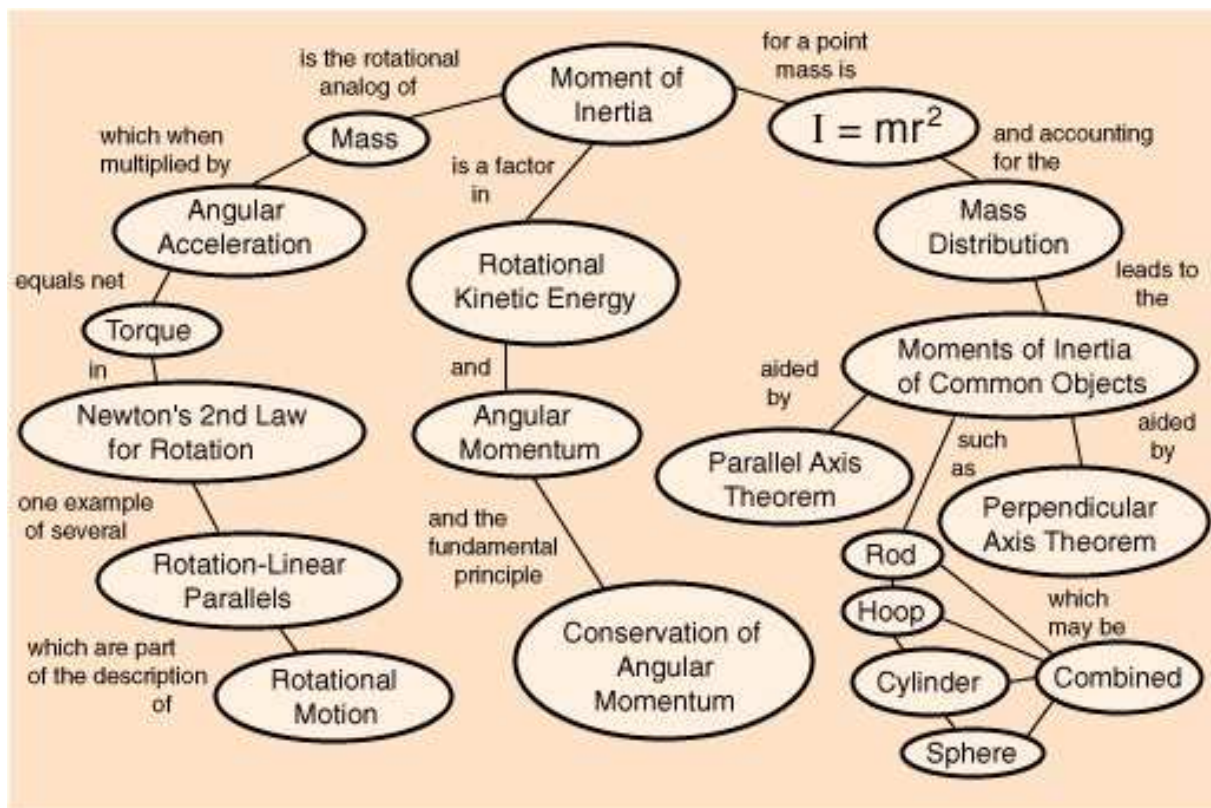 Moment of
Inertia
is the rotational
analog of
Mass
which when
multiplied by
Angular
Acceleration
equals net
Torque
in
Newton's 2nd Law
for Rotation
one example
of several
Rotation-Linear
Parallels
which are part
of the description
of
Rotational
Motion
is a factor
in
Rotational
Kinetic Energy
and
Angular
Momentum
and the
fundamental
principle
Conservation of
Angular
Momentum
for a point
mass is
I = mr²
and accounting
for the
Mass
Distribution
leads to
the
Moments of Inertia
of Common Objects
aided
by
Parallel Axis
Theorem
such
as
aided
by
Perpendicular
Axis Theorem
Rod
Hoop
Cylinder
Sphere
which
may be
Combined